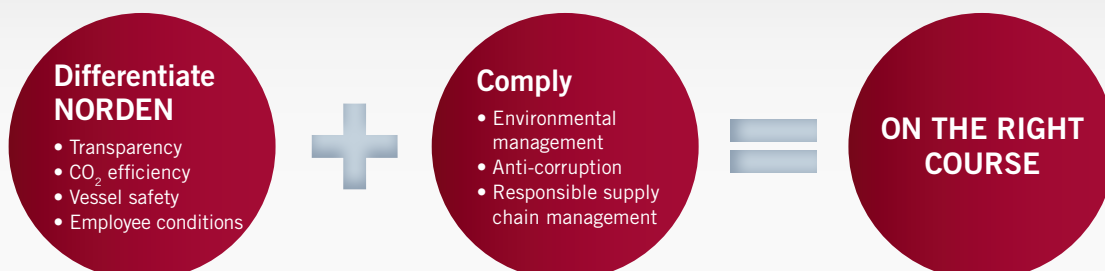 Differentiate
NORDEN
• Transparency
• CO₂ efficiency
• Vessel safety
• Employee conditions
Comply
• Environmental
management
• Anti-corruption
• Responsible supply
chain management
ON THE RIGHT
COURSE